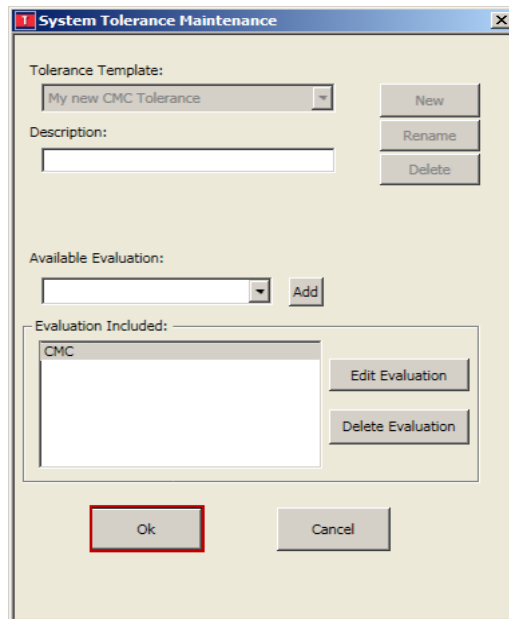 T System Tolerance Maintenance X
Tolerance Template:
My new CMC Tolerance
New
Description:
Rename
Delete
Available Evaluation:
Add
Evaluation Included:
CMC
Edit Evaluation
Delete Evaluation
Ok
Cancel